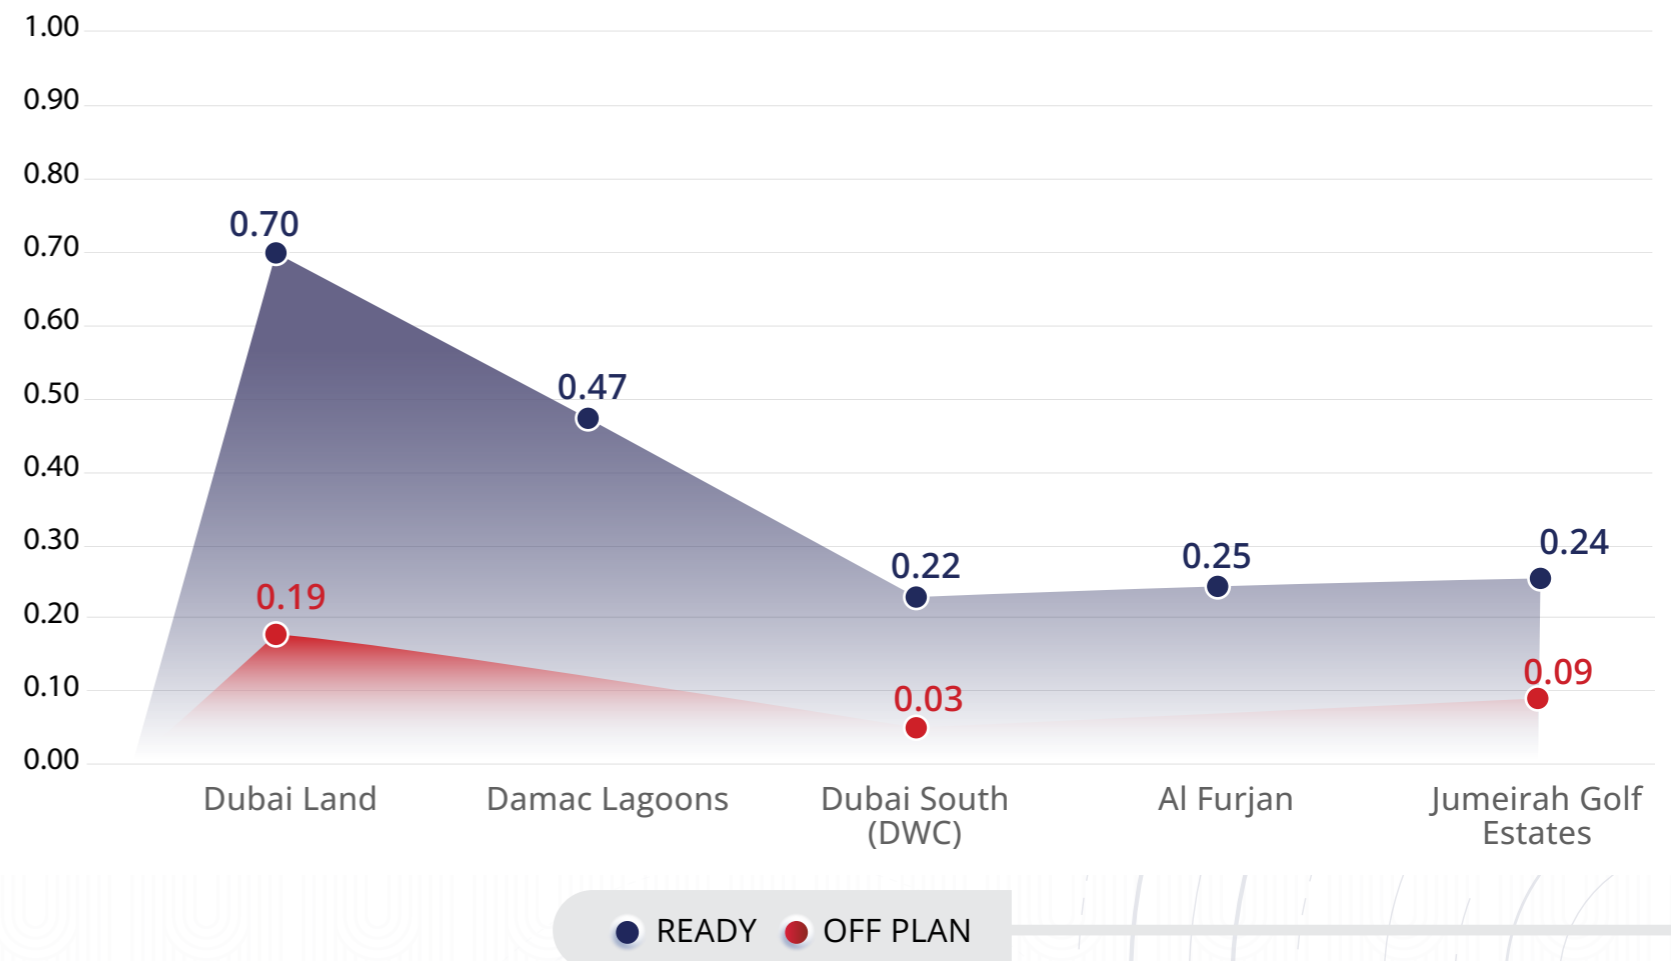 1.00
0.90
0.80
0.70
0.60
0.50
0.40
0.30
0.20
0.10
0.00
0.70
0.47
0.22
0.25
0.24
0.19
0.03
0.09
Dubai Land
Damac Lagoons
Dubai South
(DWC)
Al Furjan
Jumeirah Golf
Estates
READY
OFF PLAN